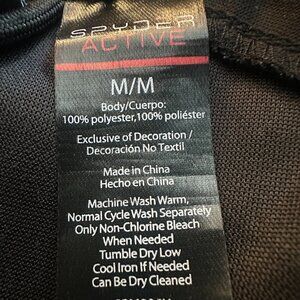 SPYDER
ACTIVE
M/M
Body/Cuerpo:
100% polyester,100% poliéster
Exclusive of Decoration /
Decoración No Textil
Made in China
Hecho en China
Machine Wash Warm,
Normal Cycle Wash Separately
Only Non-Chlorine Bleach
When Needed
Tumble Dry Low
Cool Iron If Needed
Can Be Dry Cleaned